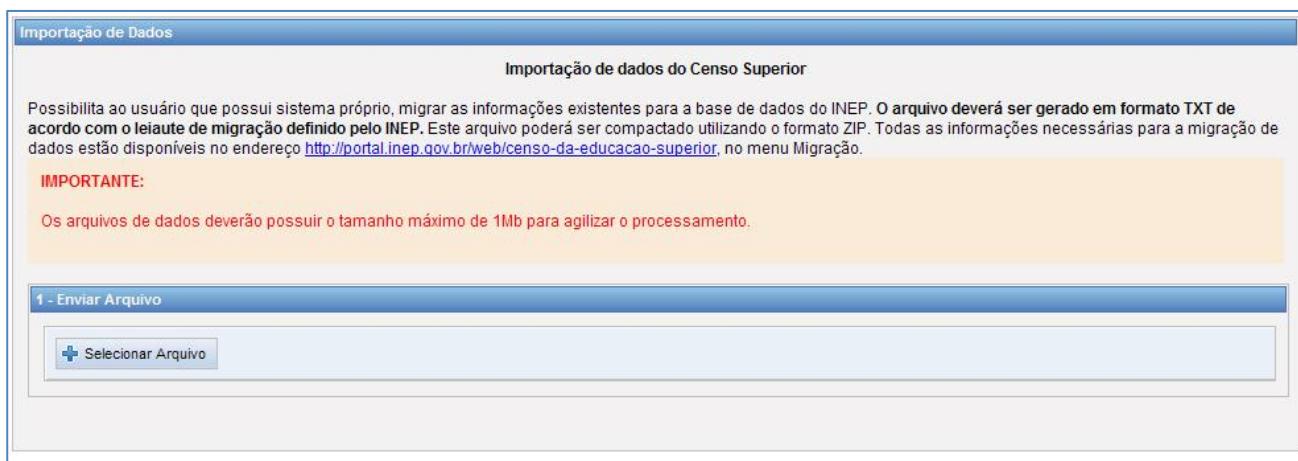 Importação de Dados
Importação de dados do Censo Superior
Possibilita ao usuário que possui sistema próprio, migrar as informações existentes para a base de dados do INEP. O arquivo deverá ser gerado em formato TXT de
acordo com o leiaute de migração definido pelo INEP. Este arquivo poderá ser compactado utilizando o formato ZIP. Todas as informações necessárias para a migração de
dados estão disponíveis no endereço http://portal.inep.gov.br/web/censo-da-educacao-superior, no menu Migração.
IMPORTANTE:
Os arquivos de dados deverão possuir o tamanho máximo de 1Mb para agilizar o processamento.
1 - Enviar Arquivo
Selecionar Arquivo